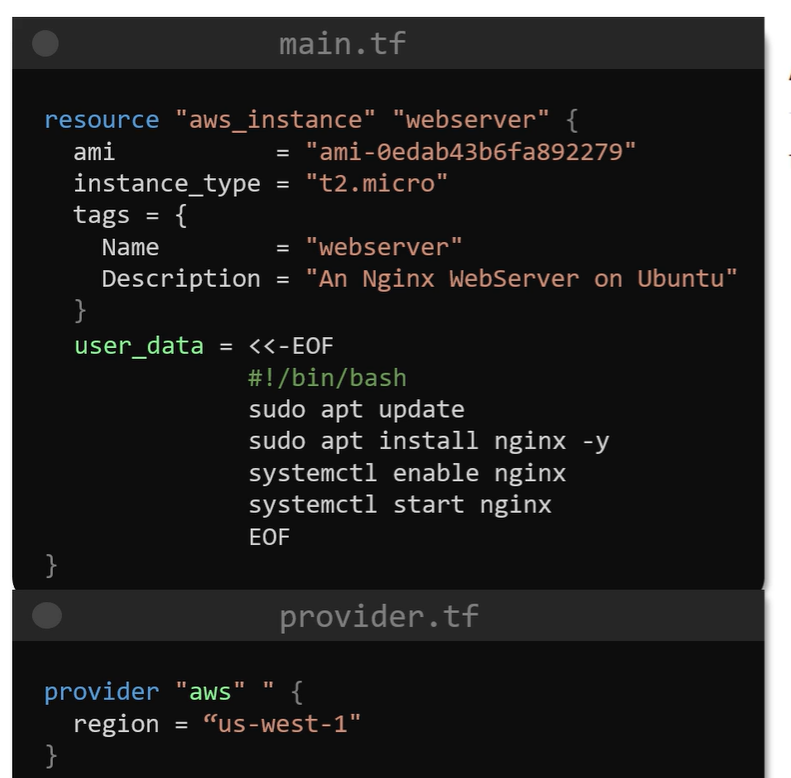 main.tf
resource "aws_instance" "webserver" {
  ami           = "ami-0edab43b6fa892279"
  instance_type = "t2.micro"
  tags = {
    Name        = "webserver"
    Description = "An Nginx WebServer on Ubuntu"
  }
  user_data = <<-EOF
              #!/bin/bash
              sudo apt update
              sudo apt install nginx -y
              systemctl enable nginx
              systemctl start nginx
              EOF
}
provider.tf
provider "aws" " {
  region = “us-west-1"
}